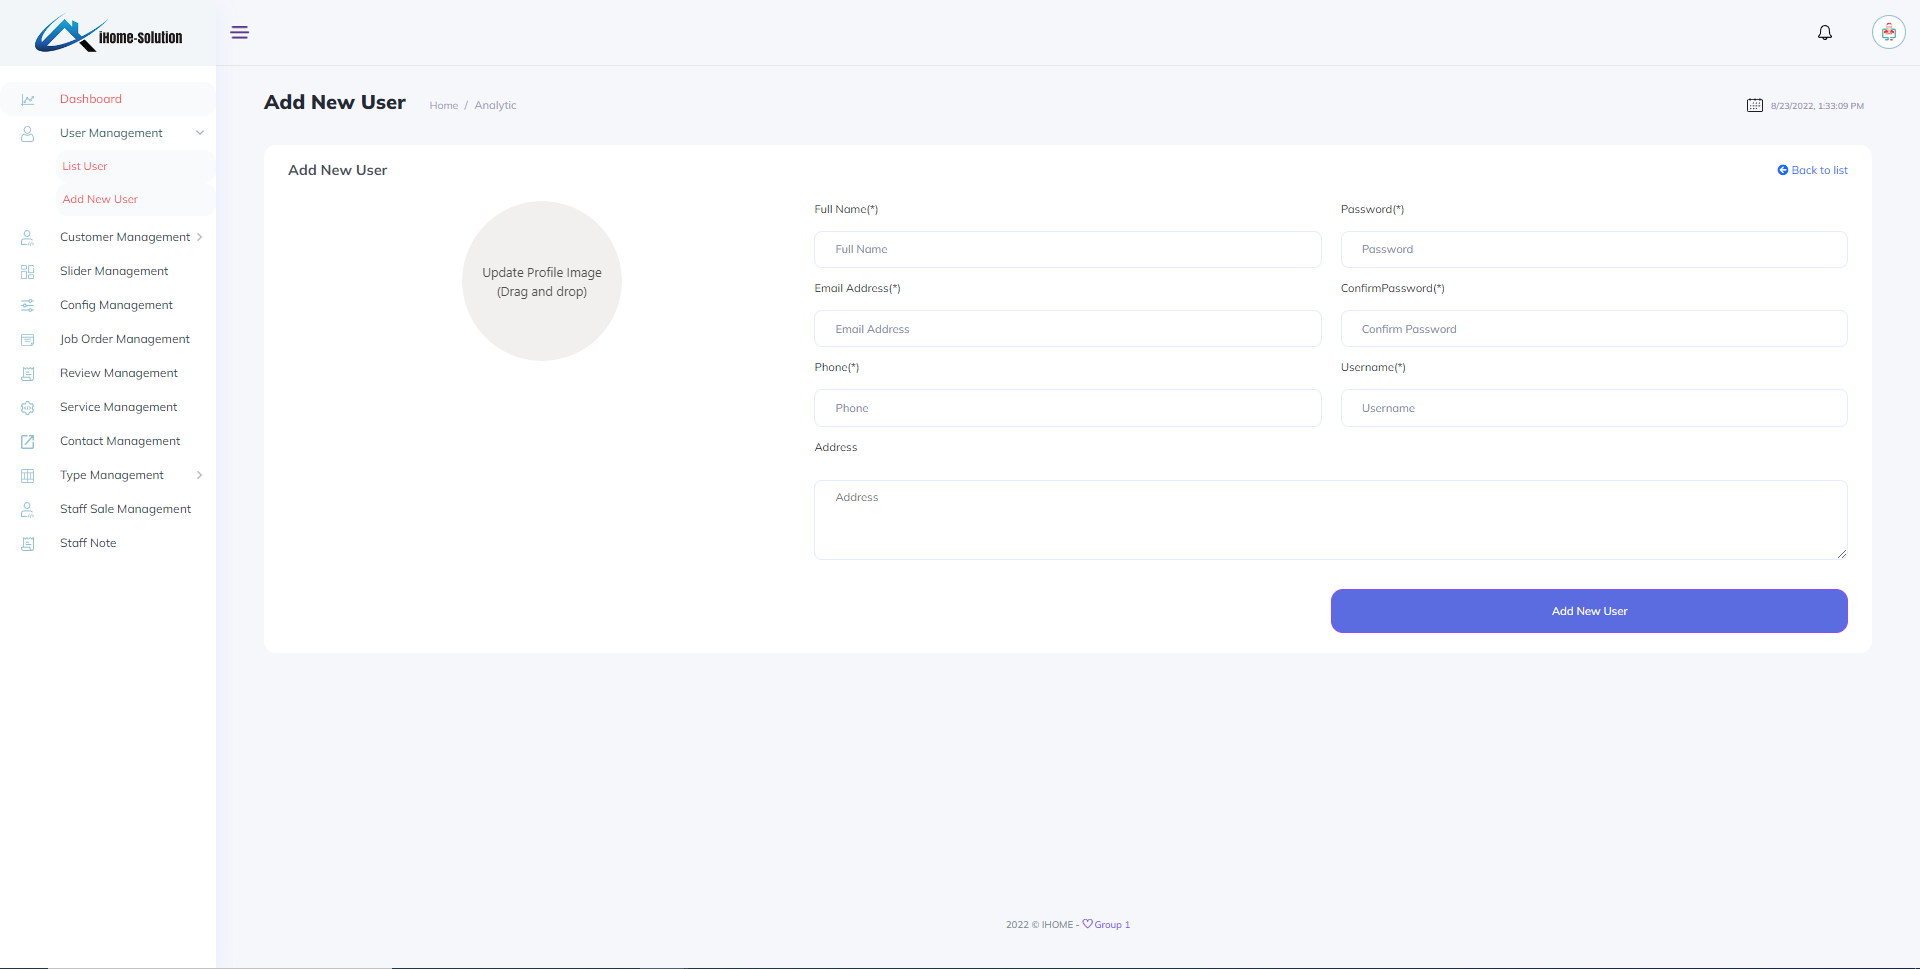 iHome-Solution
Dashboard
User Management
List User
Add New User
Customer Management
Slider Management
Config Management
Job Order Management
Review Management
Service Management
Contact Management
Type Management
Staff Sale Management
Staff Note
Add New User
Home / Analytic
8/23/2022, 1:33:09 PM
Add New User
Back to list
Update Profile Image
(Drag and drop)
Full Name(*)
Full Name
Password(*)
Password
Email Address(*)
Email Address
ConfirmPassword(*)
Confirm Password
Phone(*)
Phone
Username(*)
Username
Address
Address
Add New User
2022 © IHOME - ♡ Group 1